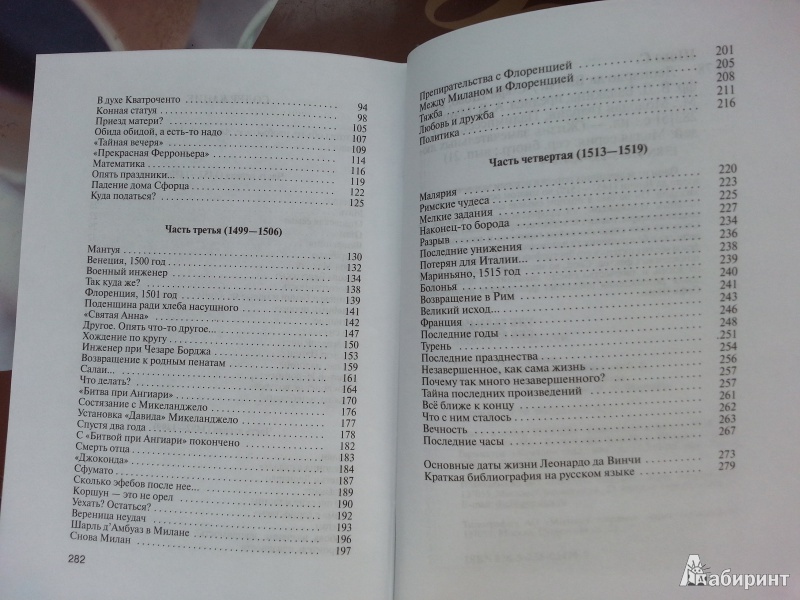 В духе Кватроченто 94
Конная статуя 98
Приезд матери? 105
Обида обидой, а есть-то надо 107
«Тайная вечеря» 109
«Прекрасная Ферроньера» 114
Математика 116
Опять праздники... 119
Падение дома Сфорца 122
Куда податься? 125
Часть третья (1499—1506)
Мантуя 130
Венеция, 1500 год 132
Военный инженер 134
Так куда же? 138
Флоренция, 1501 год 139
Поденщина ради хлеба насущного 141
«Святая Анна» 142
Другое. Опять что-то другое... 147
Хождение по кругу 150
Инженер при Чезаре Борджа 153
Возвращение к родным пенатам 159
Салаи... 161
Что делать? 164
«Битва при Ангиари» 170
Состязание с Микеланджело 176
Установка «Давида» Микеланджело 177
Спустя два года 178
С «Битвой при Ангиари» покончено 182
Смерть отца 183
«Джоконда» 184
Сфумато 187
Сколько эфебов после нее... 189
Коршун — это не орел 190
Уехать? Остаться? 192
Вереница неудач 193
Шарль д'Амбуаз в Милане 196
Снова Милан 197
282
Препирательства с Флоренцией 201
Между Миланом и Флоренцией 205
Тяжба 208
Любовь и дружба 211
Политика 216
Часть четвертая (1513—1519)
Малярия 220
Римские чудеса 223
Мелкие задания 225
Наконец-то борода 227
Разрыв 234
Последние унижения 236
Потерян для Италии... 238
Мариньяно, 1515 год 239
Болонья 240
Возвращение в Рим 241
Великий исход... 243
Франция 246
Последние годы 248
Турень 251
Последние празднества 254
Незавершенное, как сама жизнь 256
Почему так много незавершенного? 257
Тайна последних произведений 257
Всё ближе к концу 261
Что с ним сталось 262
Вечность 263
Последние часы 267
Основные даты жизни Леонардо да Винчи 273
Краткая библиография на русском языке 279
Лабиринт